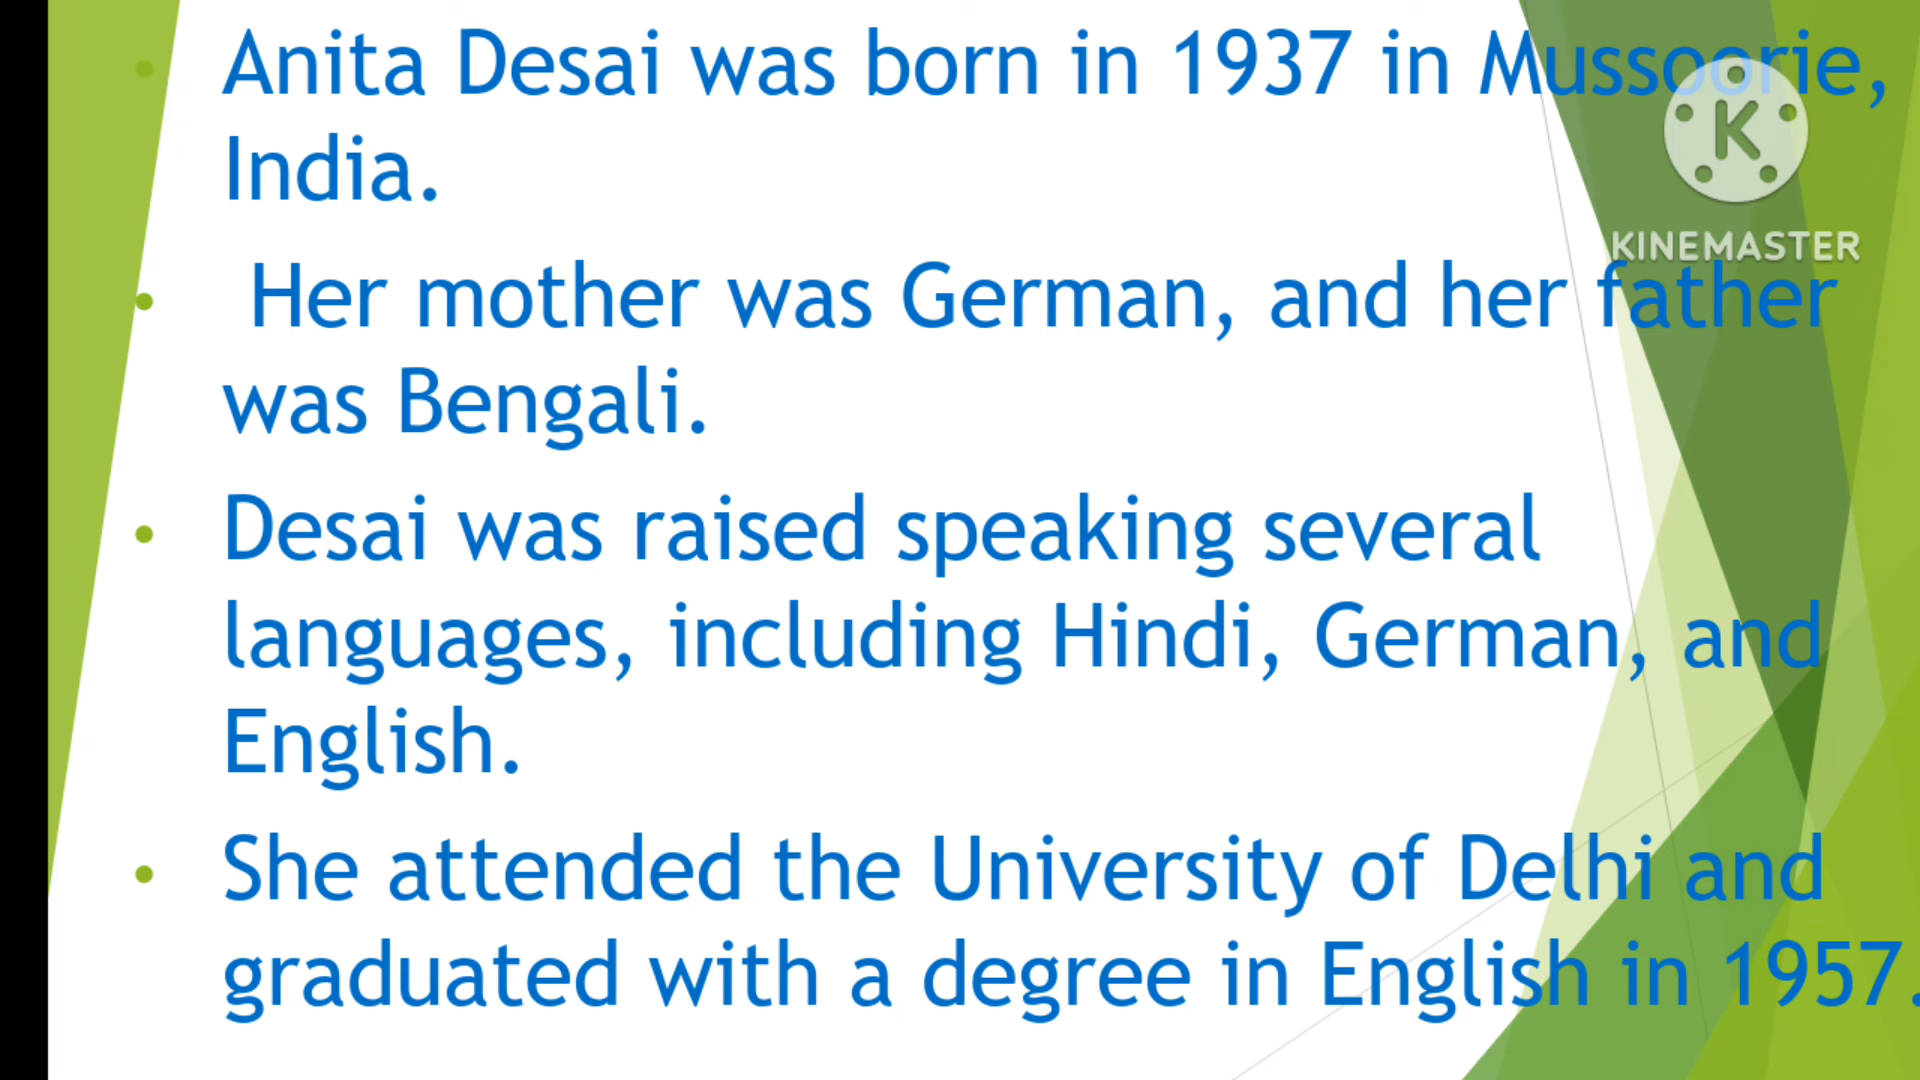 • Anita Desai was born in 1937 in Mussoorie,
India.
• Her mother was German, and her father
was Bengali.
• Desai was raised speaking several
languages, including Hindi, German, and
English.
• She attended the University of Delhi and
graduated with a degree in English in 1957.
K
KINEMASTER